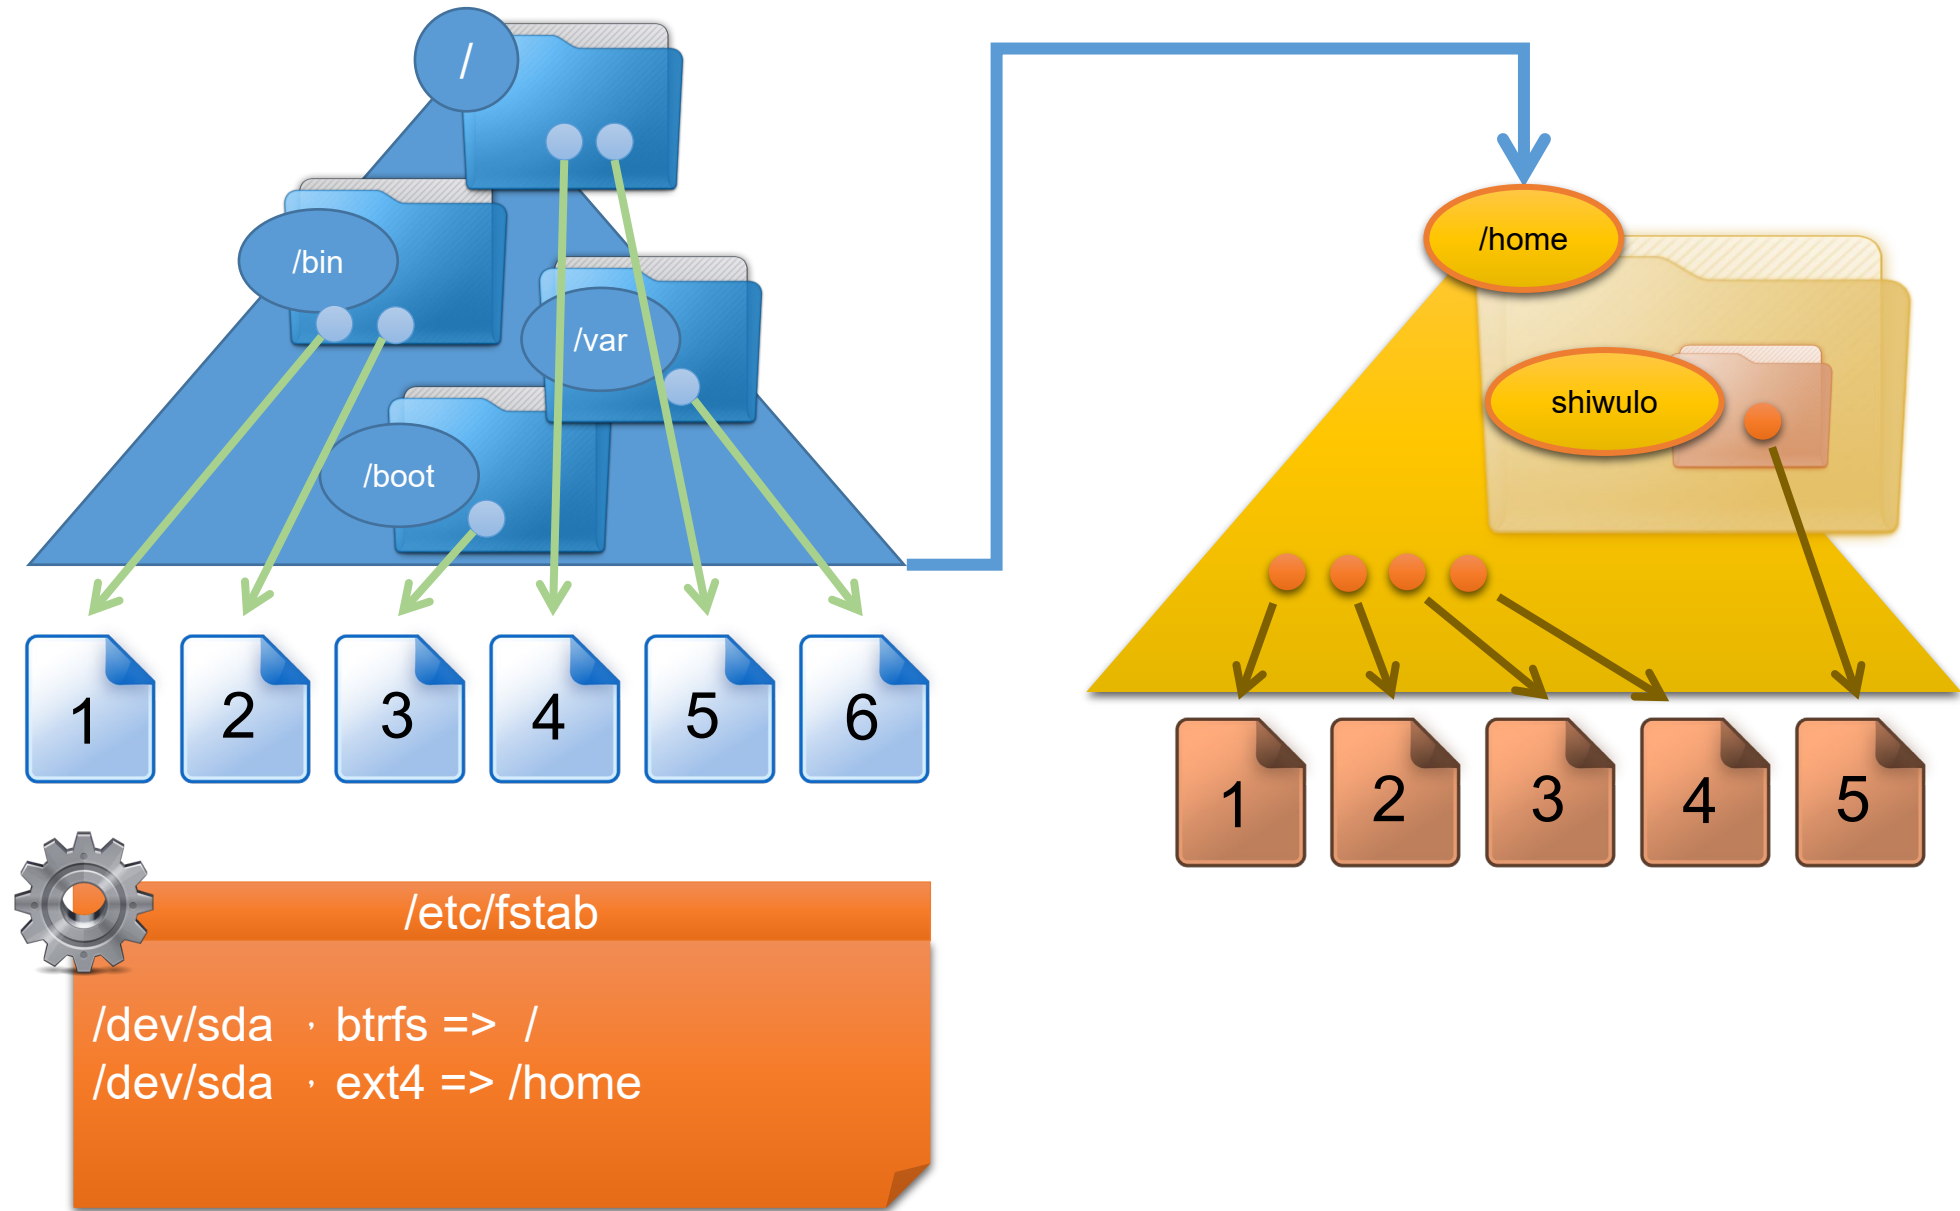 /
/bin
/var
/boot
1 2 3 4 5 6
/home
shiwulo
1 2 3 4 5
/etc/fstab
/dev/sda ，btrfs => /
/dev/sda ，ext4 => /home